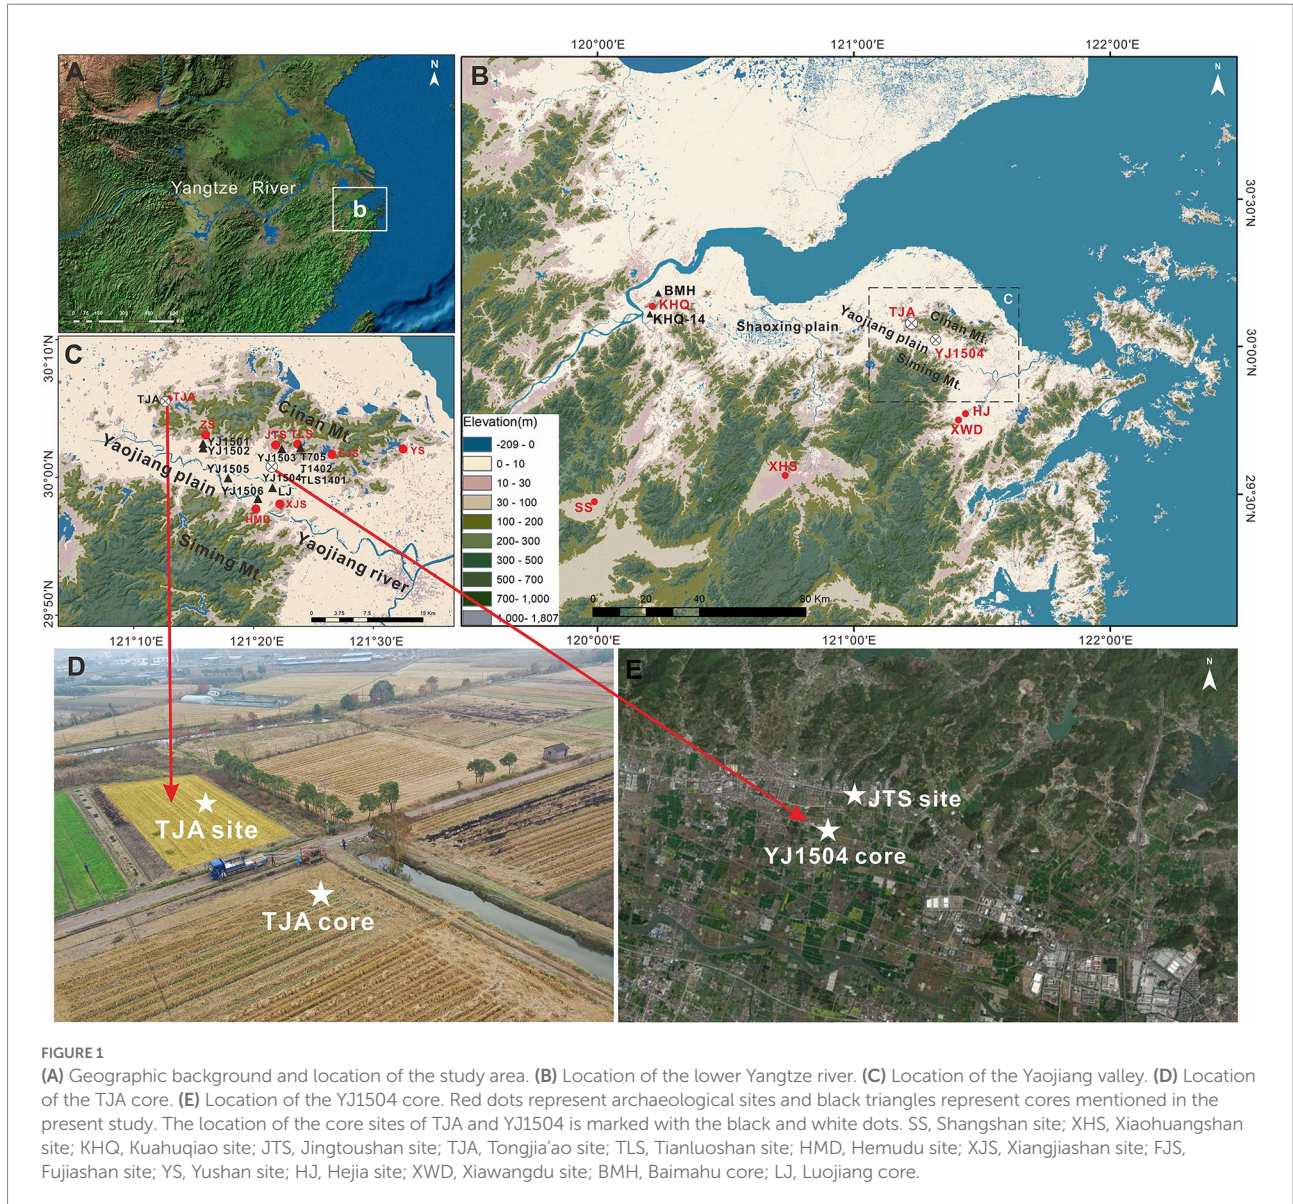 A
N
Yangtze River
b
120°00'E
121°00'E
122°00'E
B
N
30°30'N
30°00'N
29°30'N
BMH
KHQ
KHQ-14
Shaoxing plain
C
TJA
Cinan Mt.
Yaojiang plain
YJ1504
Siming Mt.
HJ
XWD
XHS
SS
Elevation(m)
-209 - 0
0 - 10
10 - 30
30 - 100
100 - 200
200- 300
300 - 500
500 - 700
700- 1,000
1,000- 1,807
0
20
40
80 Km
120°00'E
121°00'E
122°00'E
C
30°10'N
30°00'N
29°50'N
TJA
TJA
Cinan Mt.
ZS
YJ1501
YJ1502
JTS
TLS
YJ1503
T705
FJS
YS
YJ1505
YJ1504
T1402
TLS1401
YJ1506
LJ
XJS
HMD
Yaojiang plain
Siming Mt.
Yaojiang river
0 3.75 7.5 15 Km
121°10'E
121°20'E
121°30'E
D
TJA site
TJA core
E
N
JTS site
YJ1504 core
FIGURE 1
(A) Geographic background and location of the study area. (B) Location of the lower Yangtze river. (C) Location of the Yaojiang valley. (D) Location
of the TJA core. (E) Location of the YJ1504 core. Red dots represent archaeological sites and black triangles represent cores mentioned in the
present study. The location of the core sites of TJA and YJ1504 is marked with the black and white dots. SS, Shangshan site; XHS, Xiaohuangshan
site; KHQ, Kuahuqiao site; JTS, Jingtoushan site; TJA, Tongjia'ao site; TLS, Tianluoshan site; HMD, Hemudu site; XJS, Xiangjiashan site; FJS,
Fujiashan site; YS, Yushan site; HJ, Hejia site; XWD, Xiawangdu site; BMH, Baimahu core; LJ, Luojiang core.